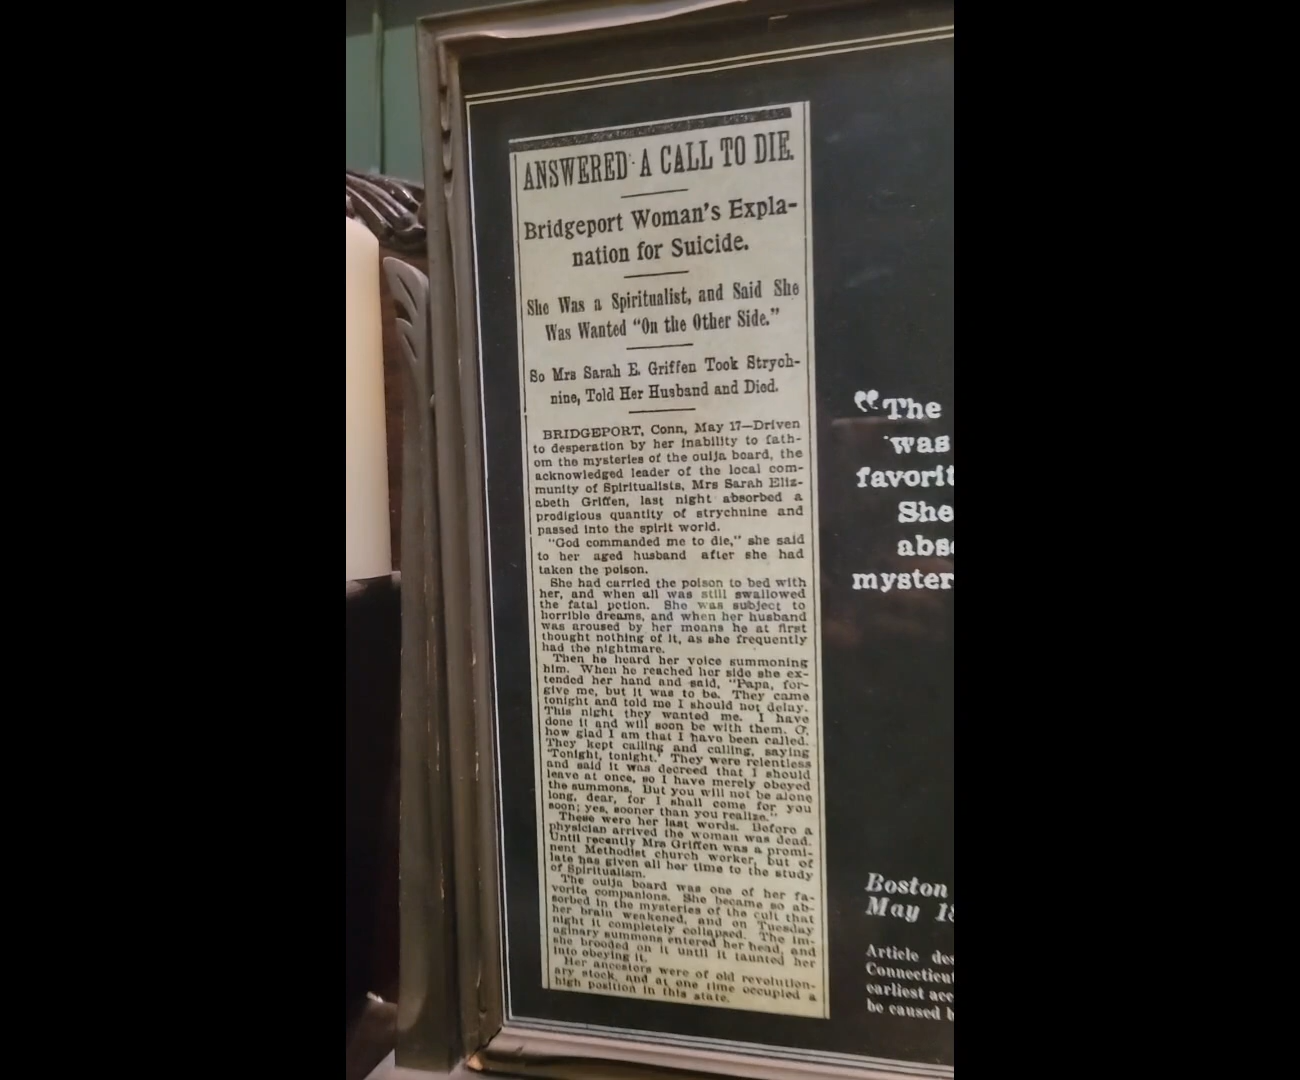 ANSWERED A CALL TO DIE.
Bridgeport Woman's Expla-
nation for Suicide.
She Was a Spiritualist, and Said She
Was Wanted "On the Other Side."
So Mrs Sarah E. Griffen Took Strych-
nine, Told Her Husband and Died.
BRIDGEPORT, Conn, May 17—Driven
to desperation by her inability to fath-
om the mysteries of the ouija board, the
acknowledged leader of the local com-
munity of Spiritualists, Mrs Sarah Eliz-
abeth Griffen, last night absorbed a
prodigious quantity of strychnine and
passed into the spirit world.
"God commanded me to die," she said
to her aged husband after she had
taken the poison.
She had carried the poison to bed with
her, and when all was still swallowed
the fatal potion. She was subject to
horrible dreams, and when her husband
was aroused by her moans he at first
thought nothing of it, as she frequently
had the nightmare.
Then he heard her voice summoning
him. When he reached her side she ex-
tended her hand and said, "Papa, for-
give me, but it was to be. They came
tonight and told me I should not delay.
This night they wanted me. I have
done it and will soon be with them. O,
how glad I am that I have been called.
They kept calling and calling, saying
'Tonight, tonight.' They were relentless
and said it was decreed that I should
leave at once, so I have merely obeyed
the summons. But you will not be alone
long, dear, for I shall come for you
soon; yes, sooner than you realize."
These were her last words. Before a
physician arrived the woman was dead.
Until recently Mrs Griffen was a promi-
nent Methodist church worker, but of
late has given all her time to the study
of Spiritualism.
The ouija board was one of her fa-
vorite companions. She became so ab-
sorbed in the mysteries of the cult that
her brain weakened, and on Tuesday
night it completely collapsed. The im-
aginary summons entered her head, and
she brooded on it until it taunted her
into obeying it.
Her ancestors were of old revolution-
ary stock, and at one time occupied a
high position in this state.
"The
was
favorit
She
abs
myster
Boston
May 18
Article des
Connecticut
earliest acc
be caused b